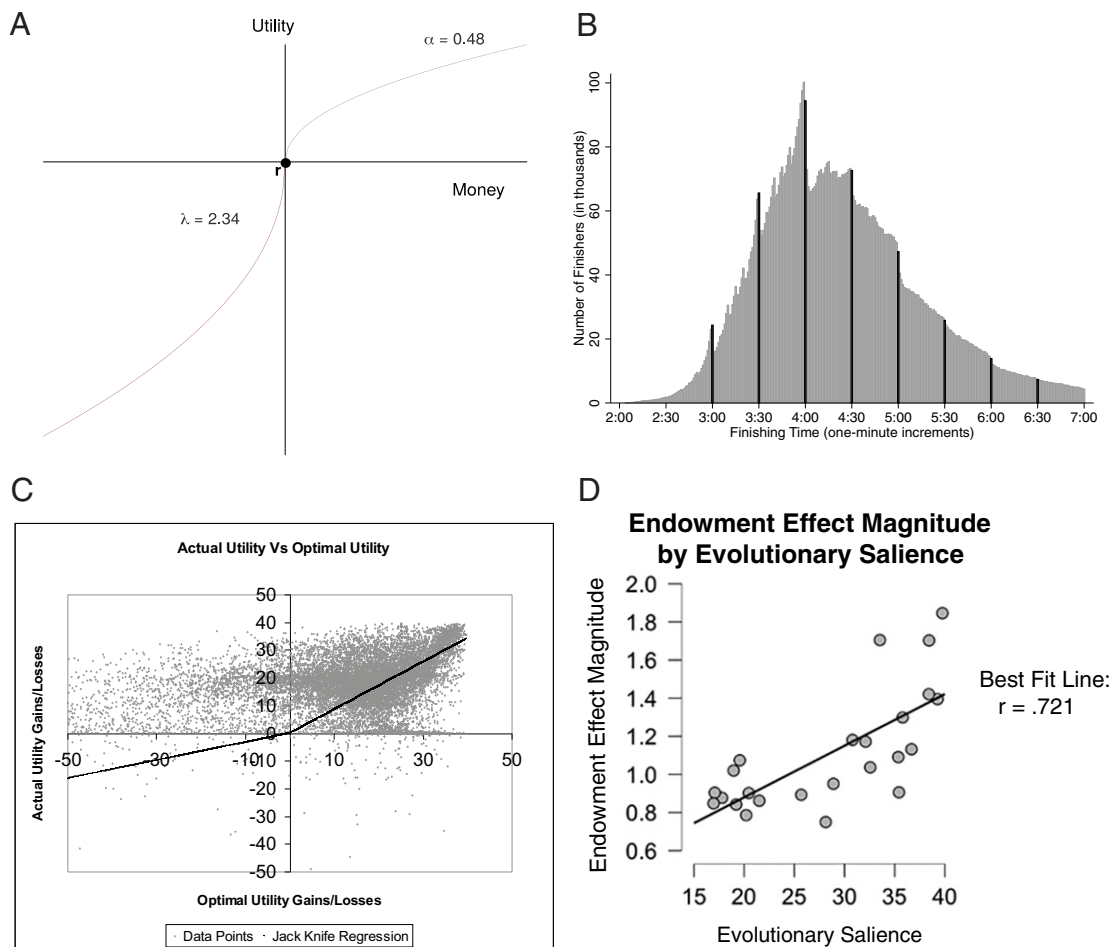 A
Utility
α = 0.48
r
Money
λ = 2.34
B
Number of Finishers (in thousands)
100
80
60
40
20
0
2:00 2:30 3:00 3:30 4:00 4:30 5:00 5:30 6:00 6:30 7:00
Finishing Time (one-minute increments)
C
Actual Utility Vs Optimal Utility
Actual Utility Gains/Losses
50
40
30
20
10
0
-50 -30 -10 10 30 50
-10
-20
-30
-40
-50
Optimal Utility Gains/Losses
Data Points Jack Knife Regression
D
Endowment Effect Magnitude
by Evolutionary Salience
Endowment Effect Magnitude
2.0
1.8
1.6
1.4
1.2
1.0
0.8
0.6
15 20 25 30 35 40
Evolutionary Salience
Best Fit Line:
r = .721